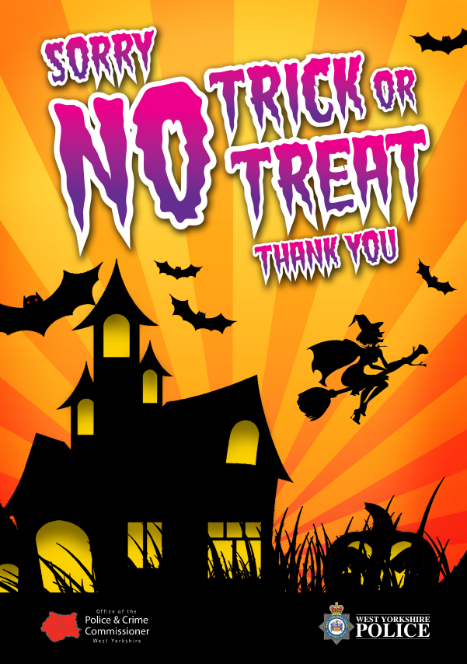 SORRY
NO TRICK OR
TREAT
THANK YOU
Office of the
Police & Crime
Commissioner
West Yorkshire
WEST YORKSHIRE
POLICE